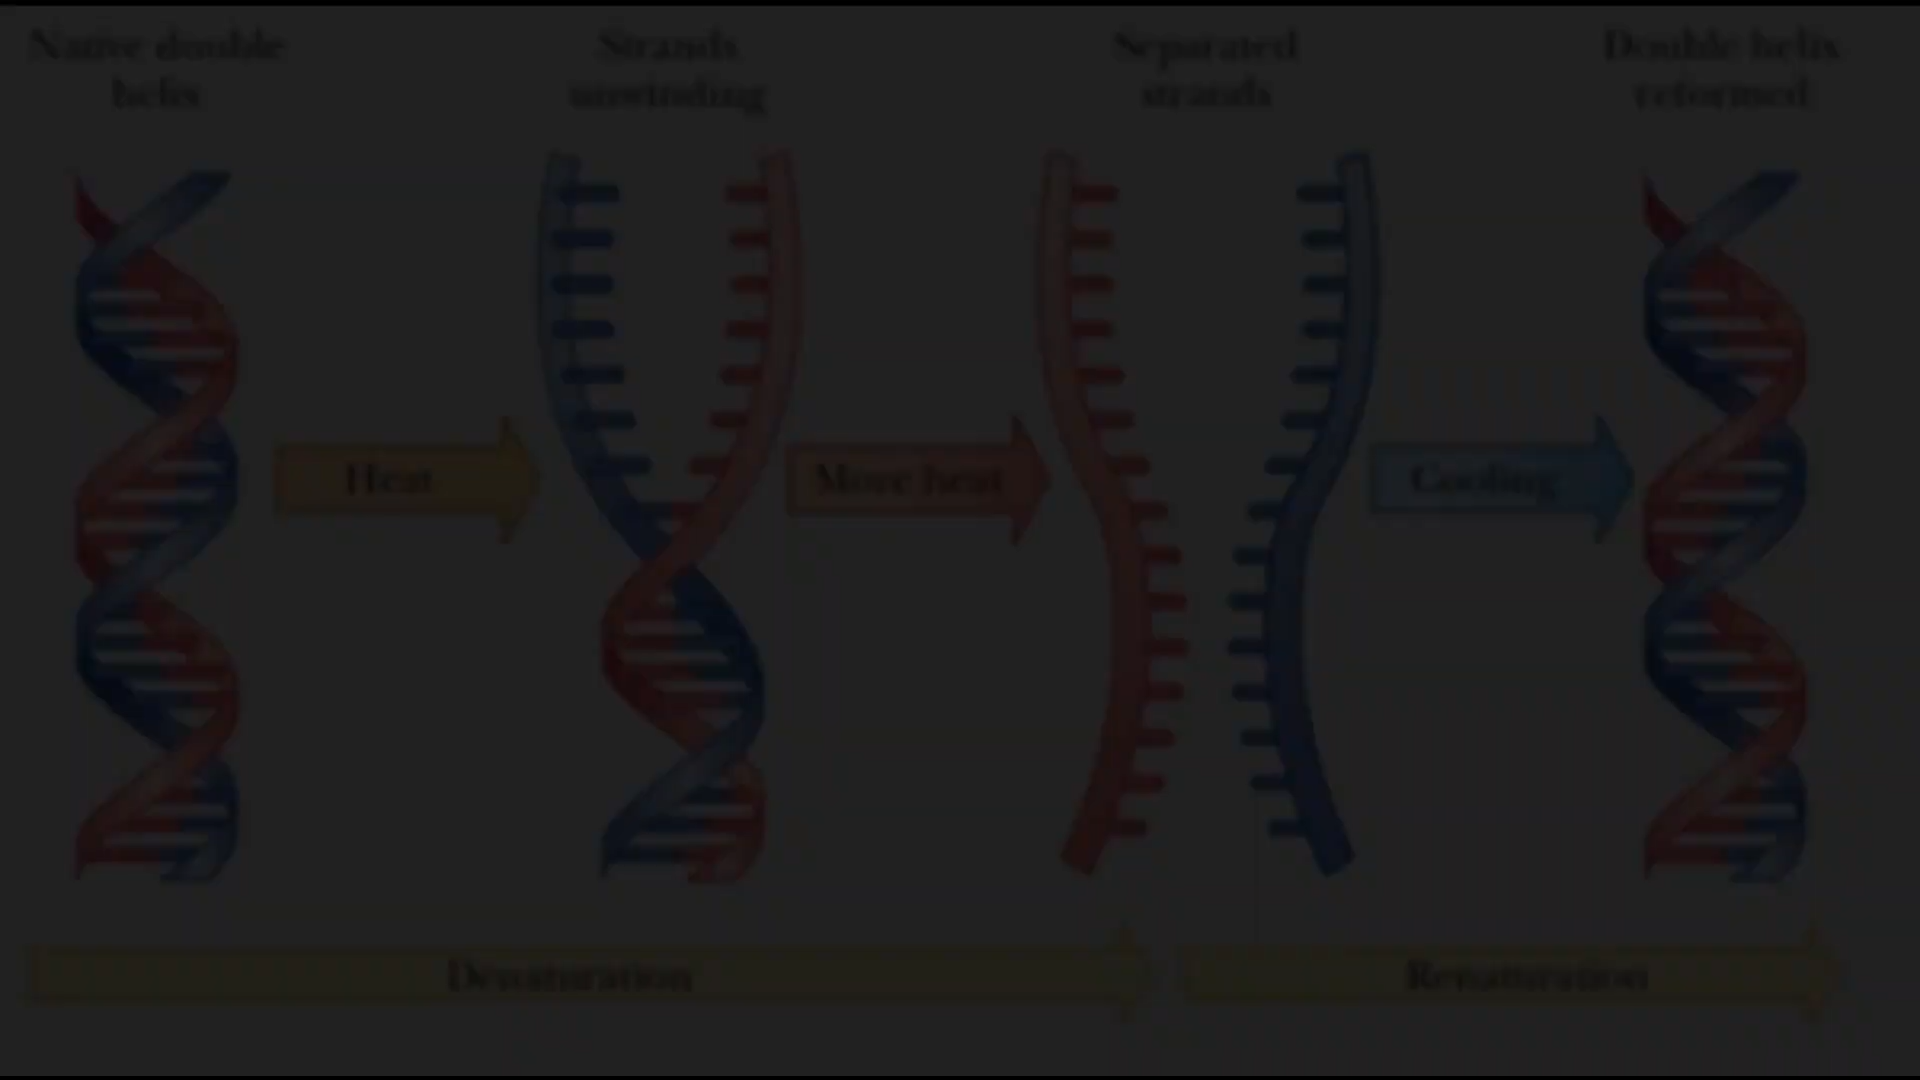 Native double
helix
Strands
unwinding
Separated
strands
Double helix
reformed
Heat
More heat
Cooling
Denaturation
Renaturation